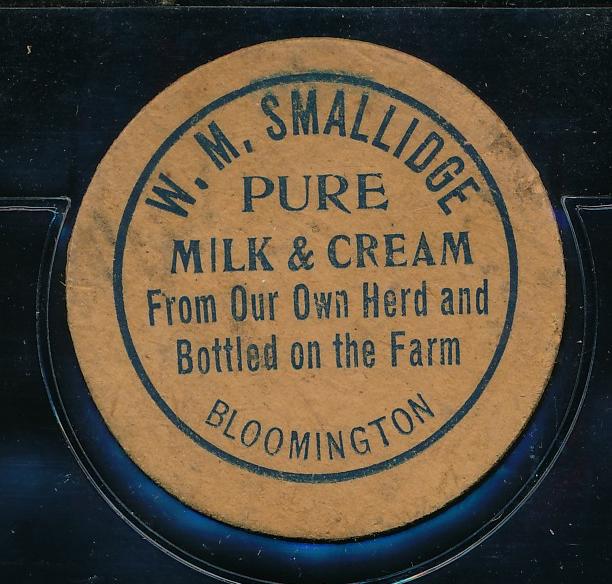 W. M. SMALLIDGE
PURE
MILK & CREAM
From Our Own Herd and
Bottled on the Farm
BLOOMINGTON